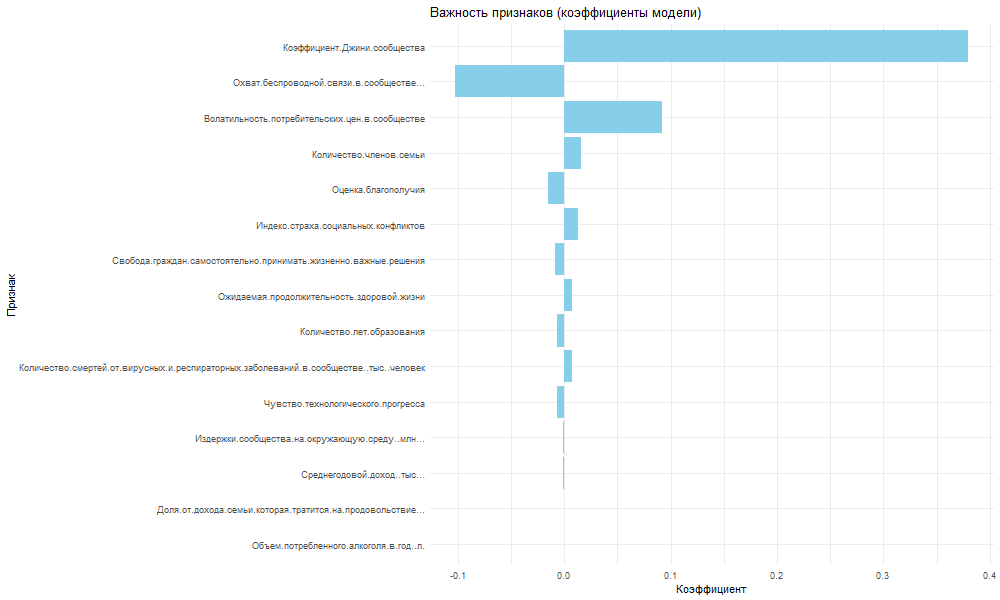 Важность признаков (коэффициенты модели)
Коэффициент.Джини.сообщества
Охват.беспроводной.связи.в.сообществе...
Волатильность.потребительских.цен.в.сообществе
Количество.членов.семьи
Оценка.благополучия
Индекс.страха.социальных.конфликтов
Свобода.граждан.самостоятельно.принимать.жизненно.важные.решения
Ожидаемая.продолжительность.здоровой.жизни
Признак
Количество.лет.образования
Количество.смертей.от.вирусных.и.респираторных.заболеваний.в.сообществе..тыс..человек
Чувство.технологического.прогресса
Издержки.сообщества.на.окружающую.среду..млн...
Среднегодовой.доход..тыс...
Доля.от.дохода.семьи.которая.тратится.на.продовольствие...
Объем.потребленного.алкоголя.в.год..л.
-0.1 0.0 0.1 0.2 0.3 0.4
Коэффициент